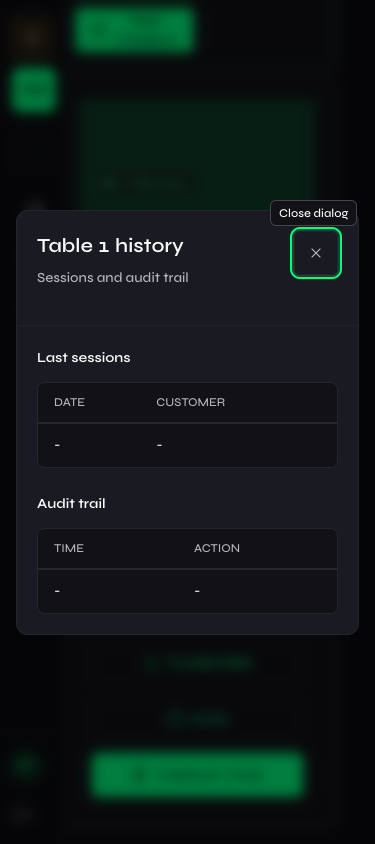 Close dialog
Table 1 history
Sessions and audit trail
Last sessions
DATE CUSTOMER
- -
Audit trail
TIME ACTION
- -